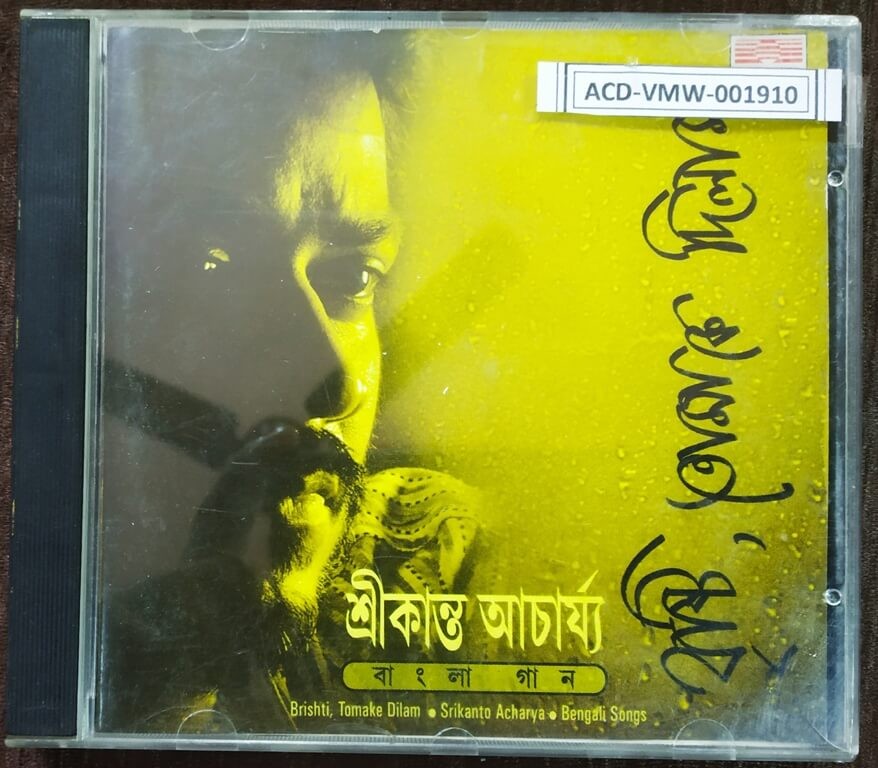 ACD-VMW-001910
বৃষ্টি, তোমাকে দিলাম
শ্রীকান্ত আচার্য্য
বাংলা গান
Brishti, Tomake Dilam • Srikanto Acharya • Bengali Songs